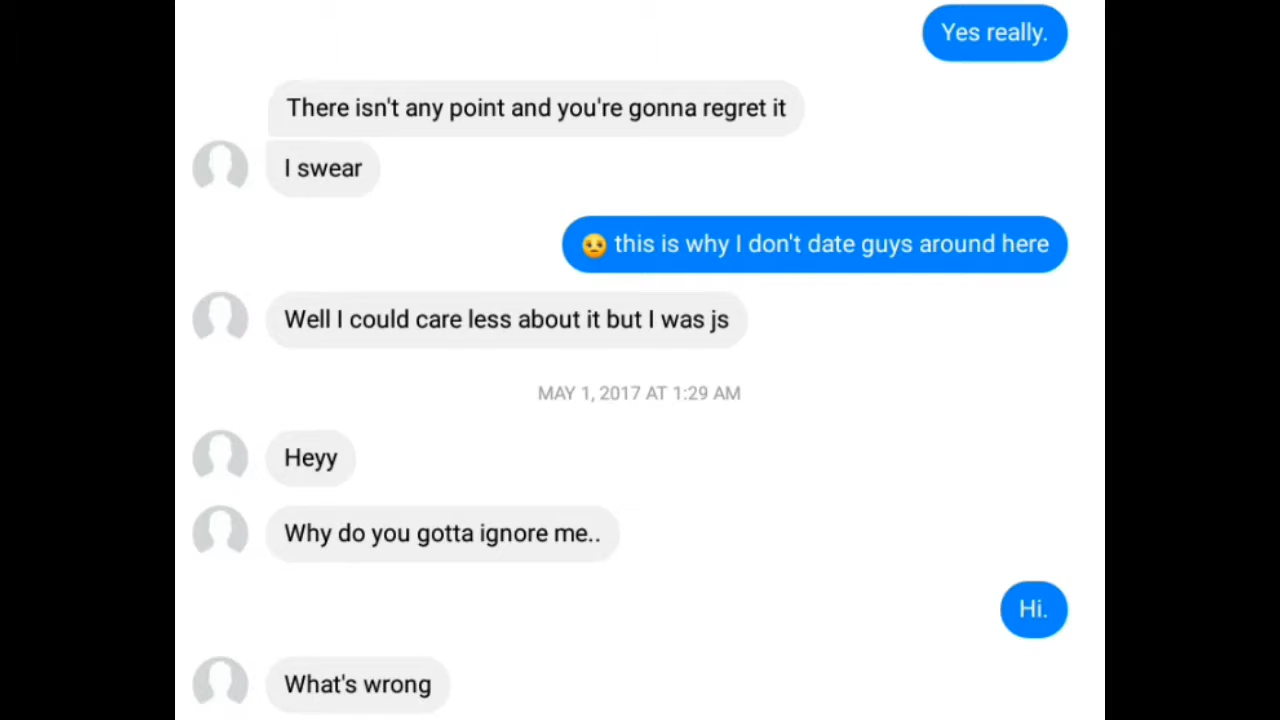 Yes really.
There isn't any point and you're gonna regret it
I swear
😒 this is why I don't date guys around here
Well I could care less about it but I was js
MAY 1, 2017 AT 1:29 AM
Heyy
Why do you gotta ignore me..
Hi.
What's wrong